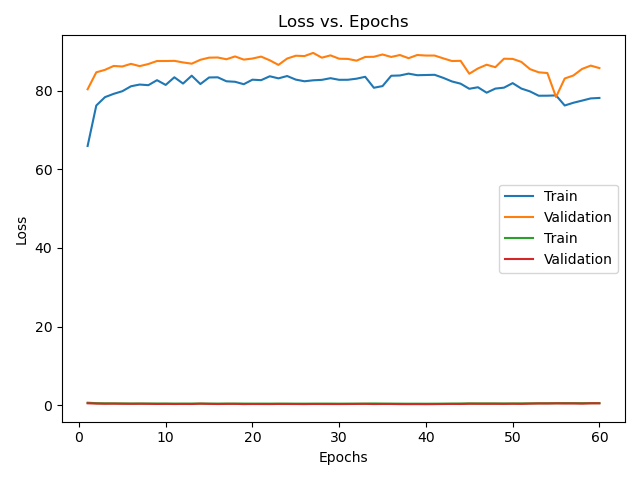 Loss vs. Epochs
Loss
80
60
40
20
0
Train
Validation
Train
Validation
0 10 20 30 40 50 60
Epochs